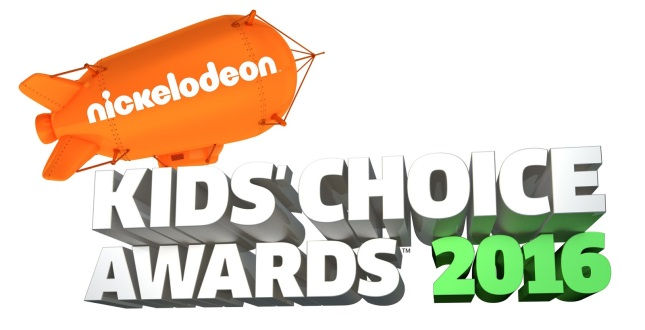 nickelodeon
KIDS' CHOICE
AWARDS™ 2016